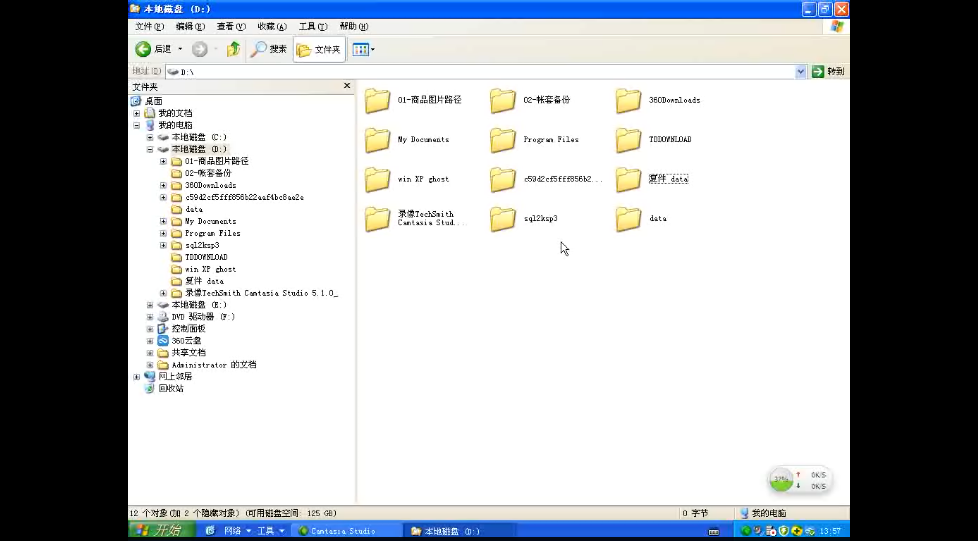 本地磁盘 (D:)
文件(F) 编辑(E) 查看(V) 收藏(A) 工具(T) 帮助(H)
后退 搜索 文件夹
地址(D) D:\ 转到
文件夹
桌面
我的文档
我的电脑
本地磁盘 (C:)
本地磁盘 (D:)
01-商品图片路径
02-帐套备份
360Downloads
c59d2cf5fff856b22aaf4bc8ae2e
data
My Documents
Program Files
sql2ksp3
TDDOWNLOAD
win XP ghost
复件 data
录像TechSmith Camtasia Studio 5.1.0_
本地磁盘 (E:)
DVD 驱动器 (F:)
控制面板
360云盘
共享文档
Administrator 的文档
网上邻居
回收站
01-商品图片路径 02-帐套备份 360Downloads
My Documents Program Files TDDOWNLOAD
win XP ghost c59d2cf5fff856b2... 复件 data
录像TechSmith
Camtasia Stud...
sql2ksp3 data
37%
0K/S
0K/S
12 个对象(加 2 个隐藏对象) (可用磁盘空间: 125 GB) 0 字节 我的电脑
开始 网络 工具 Camtasia Studio 本地磁盘 (D:) 13:57